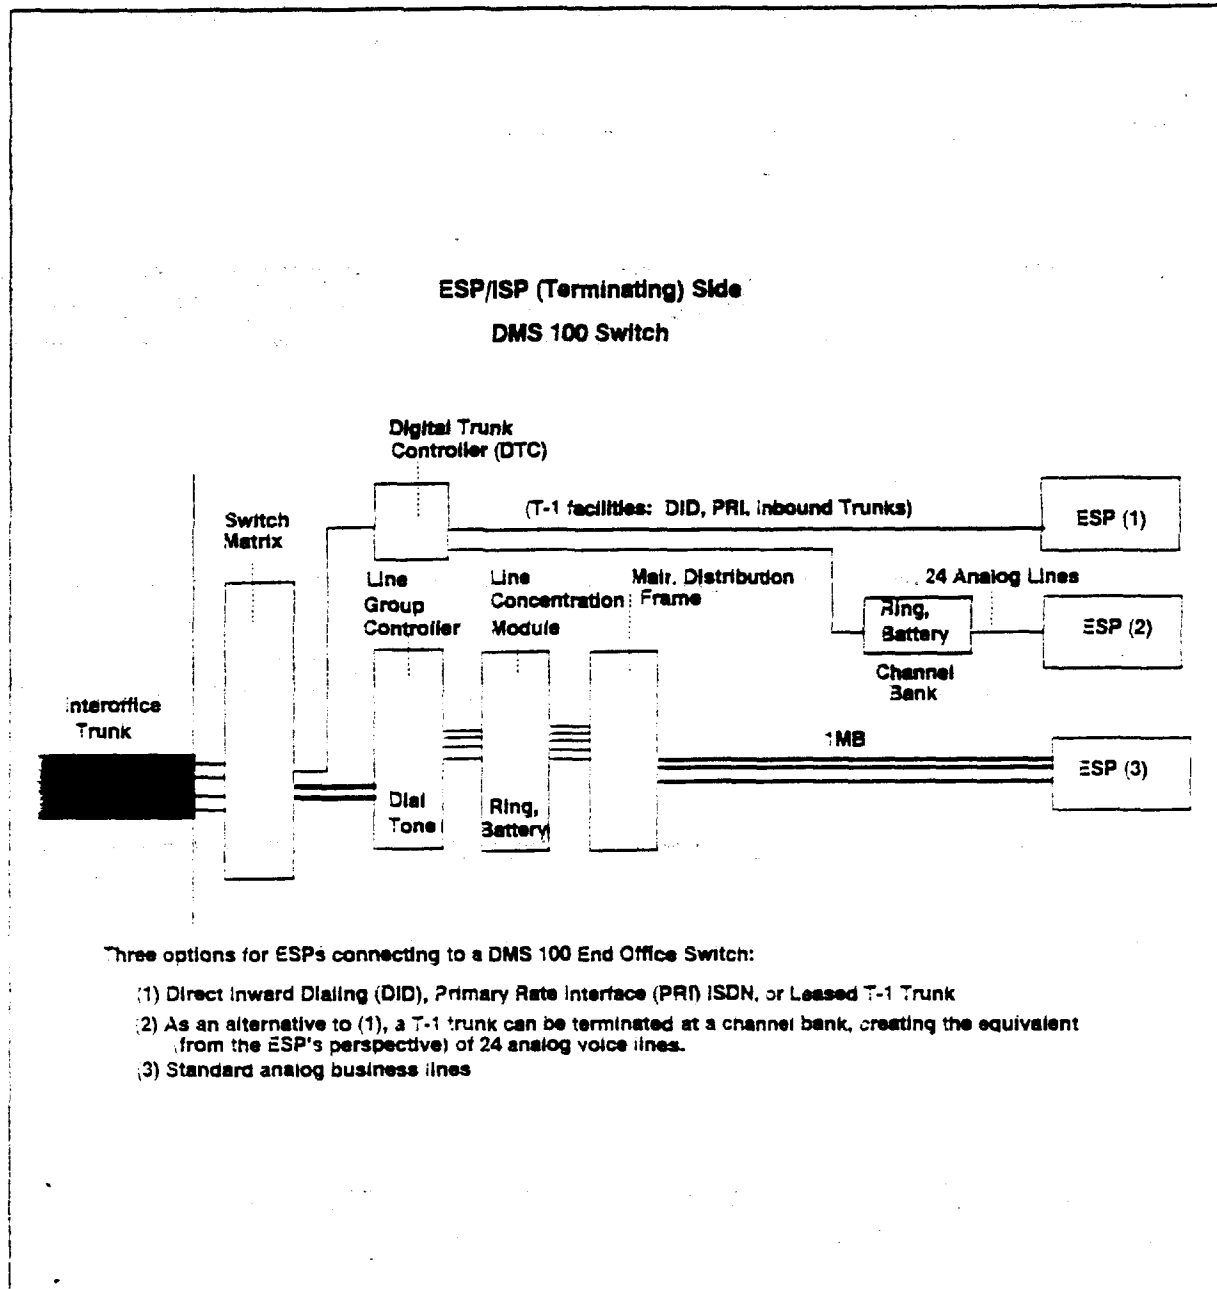 ESP/ISP (Terminating) Side
DMS 100 Switch
Digital Trunk
Controller (DTC)
(T-1 facilities: DID, PRI, Inbound Trunks)
ESP (1)
Switch
Matrix
Line
Group
Controller
Line
Concentration
Module
Main Distribution
Frame
24 Analog Lines
Ring,
Battery
ESP (2)
Channel
Bank
Interoffice
Trunk
1MB
ESP (3)
Dial
Tone
Ring,
Battery
Three options for ESPs connecting to a DMS 100 End Office Switch:
(1) Direct Inward Dialing (DID), Primary Rate Interface (PRI) ISDN, or Leased T-1 Trunk
(2) As an alternative to (1), a T-1 trunk can be terminated at a channel bank, creating the equivalent
(from the ESP's perspective) of 24 analog voice lines.
(3) Standard analog business lines